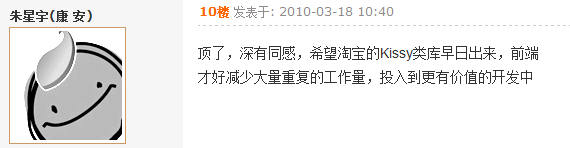 朱星宇(康 安)
10楼 发表于: 2010-03-18 10:40
顶了，深有同感，希望淘宝的Kissy类库早日出来，前端
才好减少大量重复的工作量，投入到更有价值的开发中